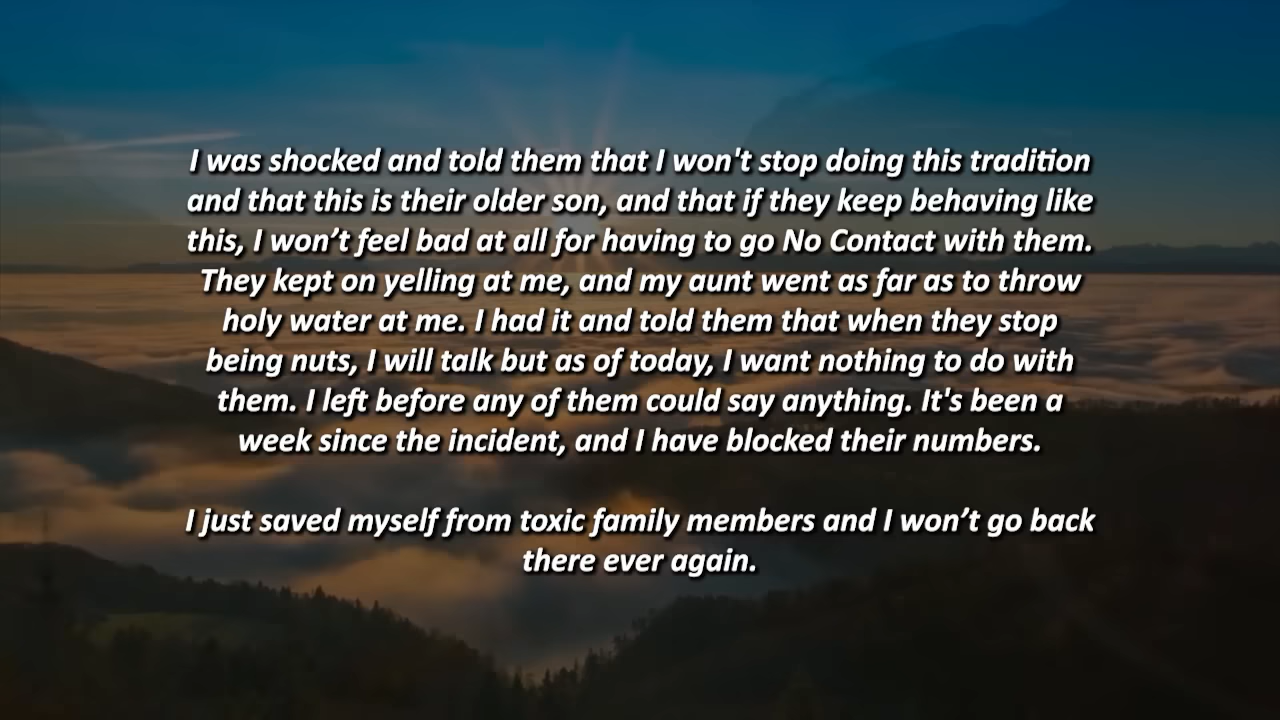 I was shocked and told them that I won't stop doing this tradition
and that this is their older son, and that if they keep behaving like
this, I won’t feel bad at all for having to go No Contact with them.
They kept on yelling at me, and my aunt went as far as to throw
holy water at me. I had it and told them that when they stop
being nuts, I will talk but as of today, I want nothing to do with
them. I left before any of them could say anything. It's been a
week since the incident, and I have blocked their numbers.
I just saved myself from toxic family members and I won’t go back
there ever again.